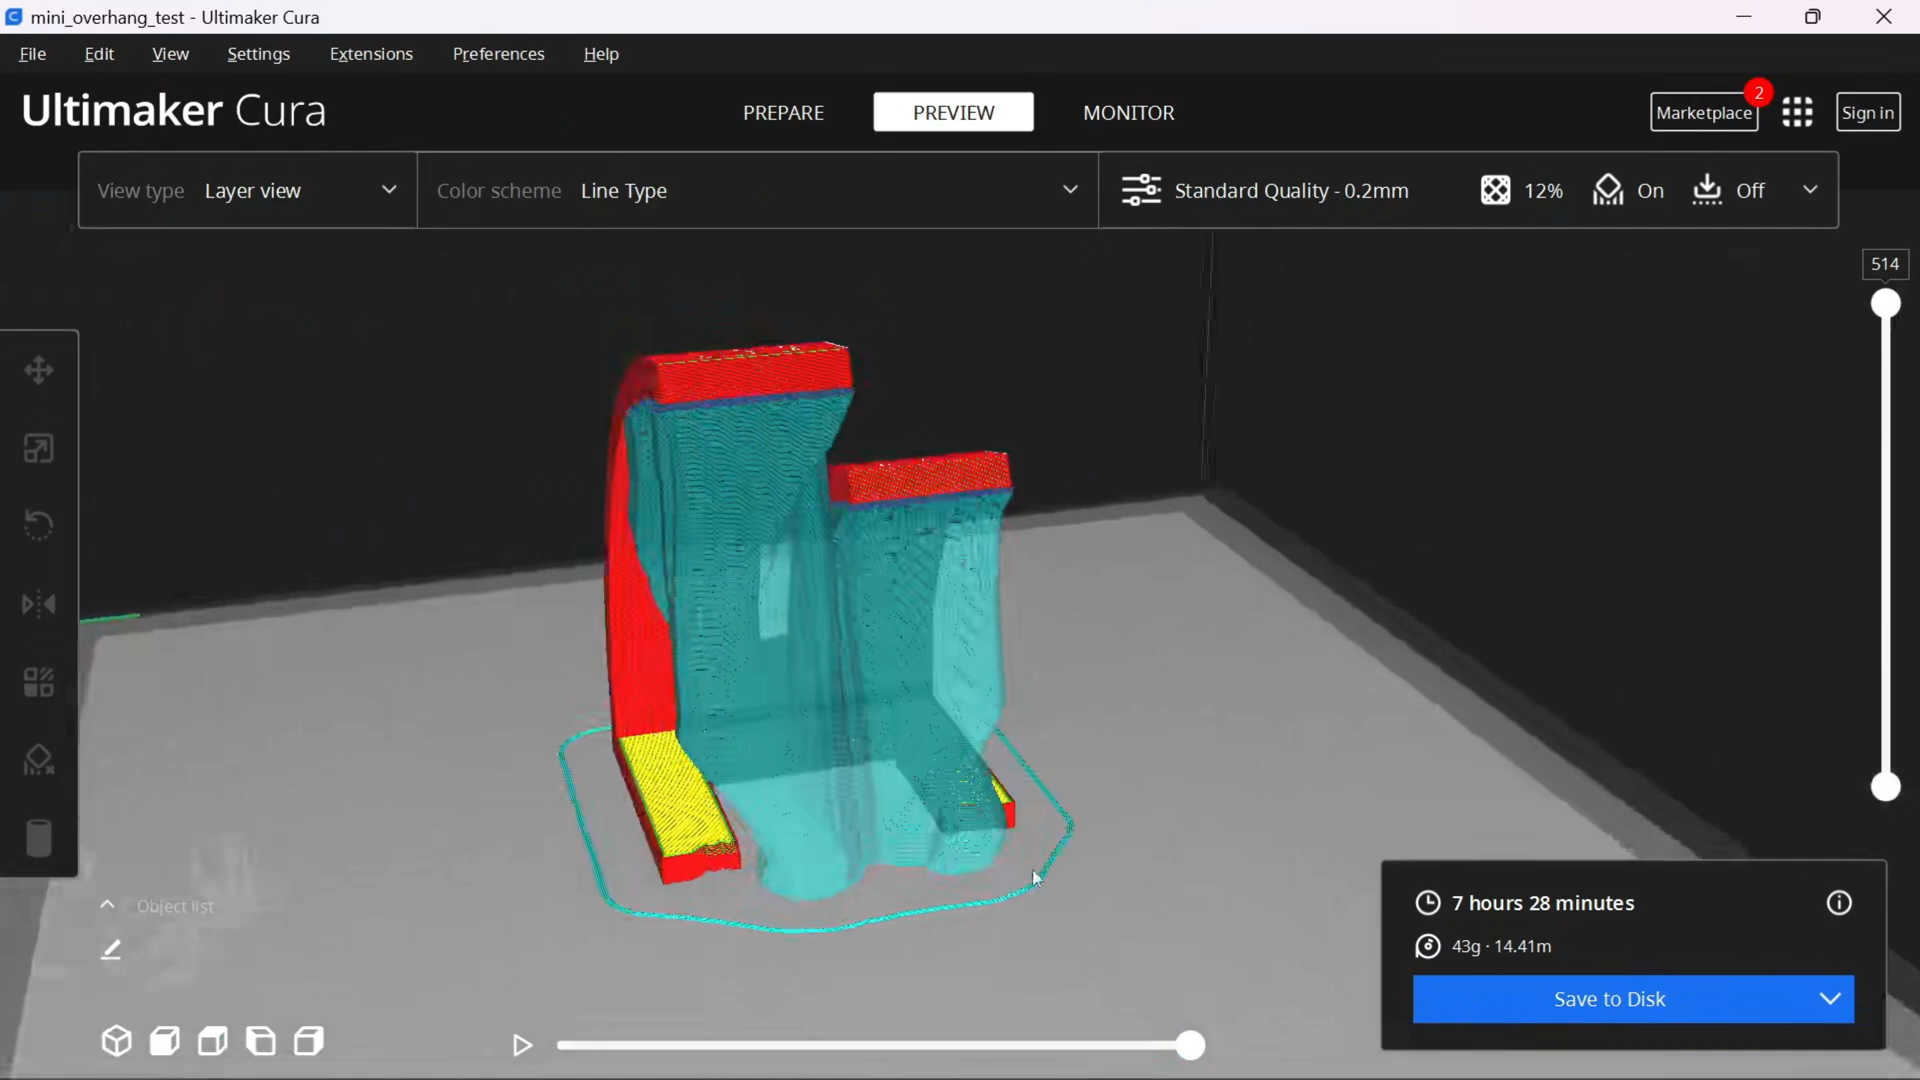 mini_overhang_test - Ultimaker Cura
File Edit View Settings Extensions Preferences Help
Ultimaker Cura
PREPARE PREVIEW MONITOR
Marketplace 2 Sign in
View type Layer view Color scheme Line Type Standard Quality - 0.2mm 12% On Off
514
Object list
7 hours 28 minutes
43g · 14.41m
Save to Disk